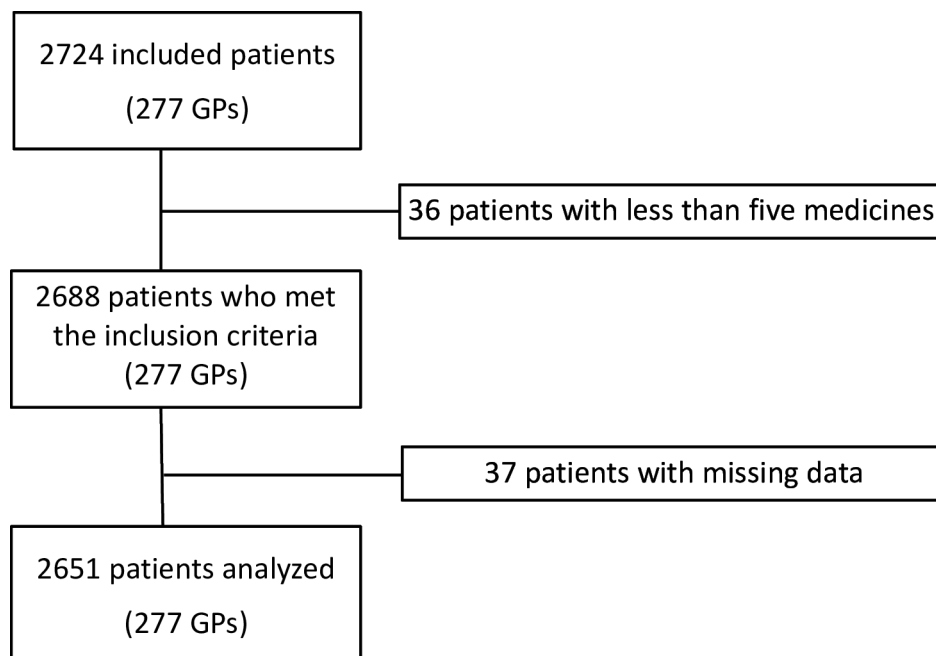 2724 included patients
(277 GPs)
36 patients with less than five medicines
2688 patients who met
the inclusion criteria
(277 GPs)
37 patients with missing data
2651 patients analyzed
(277 GPs)